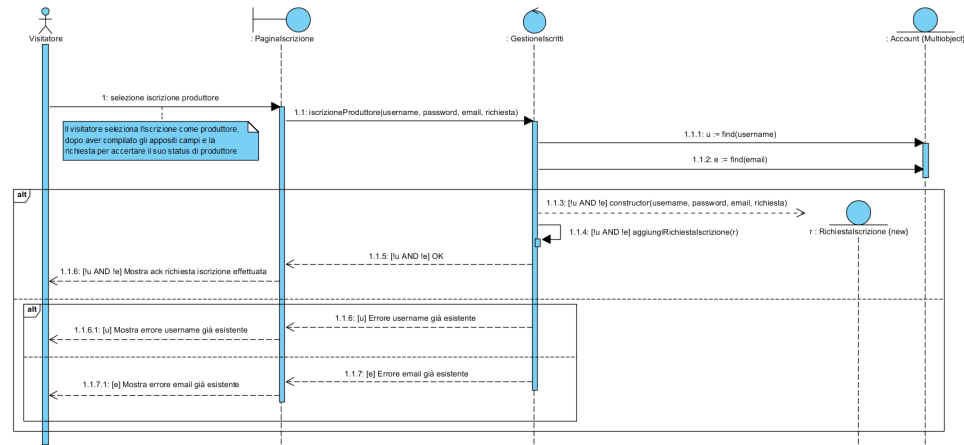 Visitatore
: PaginaIscrizione
: GestioneIscritti
: Account {Multiobject}
1: selezione iscrizione produttore
1.1: iscrizioneProduttore(username, password, email, richiesta)
Il visitatore seleziona l'iscrizione come produttore,
dopo aver compilato gli appositi campi e la
richiesta per accertare il suo status di produttore
1.1.1: u := find(username)
1.1.2: e := find(email)
alt
1.1.3: [!u AND !e] constructor(username, password, email, richiesta)
r : RichiestaIscrizione {new}
1.1.4: [!u AND !e] aggiungiRichiestaIscrizione(r)
1.1.5: [!u AND !e] OK
1.1.6: [!u AND !e] Mostra ack richiesta iscrizione effettuata
alt
1.1.6: [u] Errore username già esistente
1.1.6.1: [u] Mostra errore username già esistente
1.1.7: [e] Errore email già esistente
1.1.7.1: [e] Mostra errore email già esistente